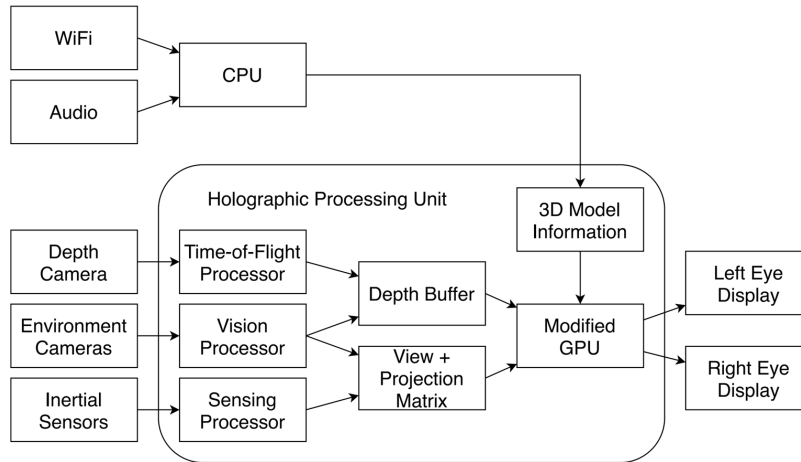 WiFi
Audio
CPU
Holographic Processing Unit
3D Model
Information
Depth
Camera
Time-of-Flight
Processor
Depth Buffer
Environment
Cameras
Vision
Processor
View +
Projection
Matrix
Inertial
Sensors
Sensing
Processor
Modified
GPU
Left Eye
Display
Right Eye
Display